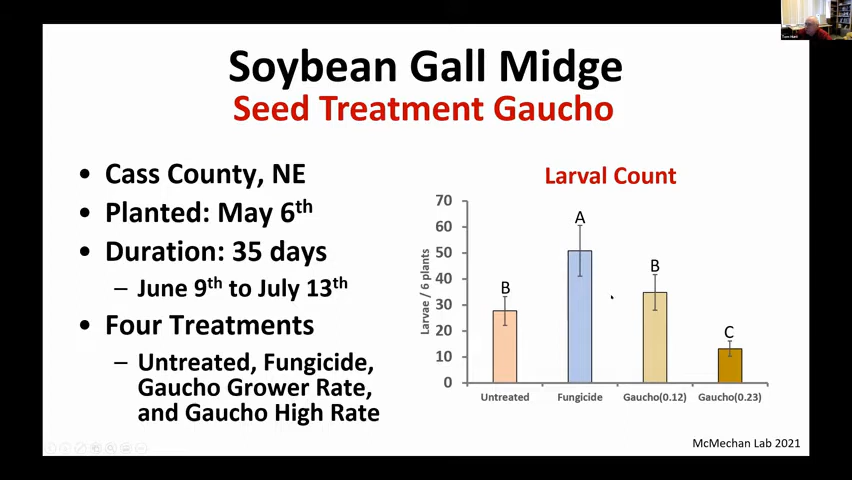 Soybean Gall Midge
Seed Treatment Gaucho
• Cass County, NE
• Planted: May 6th
• Duration: 35 days
– June 9th to July 13th
• Four Treatments
– Untreated, Fungicide,
Gaucho Grower Rate,
and Gaucho High Rate
Larval Count
Larvae / 6 plants
70
60
50
40
30
20
10
0
B
A
B
C
Untreated
Fungicide
Gaucho(0.12)
Gaucho(0.23)
McMechan Lab 2021